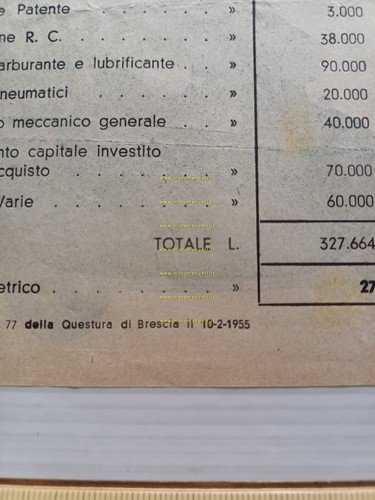 e Patente . . . . . . » 3.000
ne R. C. . . . . . . . » 38.000
arburante e lubrificante . . » 90.000
neumatici . . . . . . . » 20.000
o meccanico generale . . » 40.000
nto capitale investito
cquisto . . . . . . . » 70.000
Varie . . . . . . . . » 60.000
TOTALE L. 327.664
etrico . . . . . . . . » 27
77 della Questura di Brescia il 10-2-1955